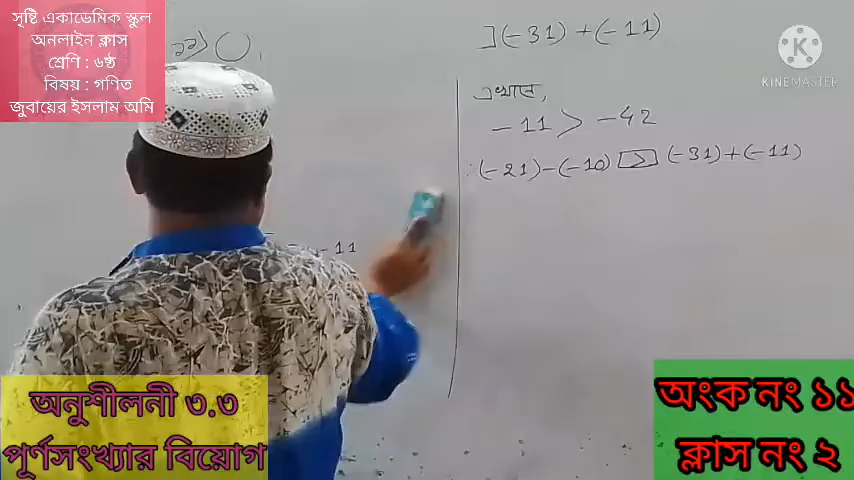 সৃষ্টি একাডেমিক স্কুল
অনলাইন ক্লাস
শ্রেণি : ৬ষ্ঠ
বিষয় : গণিত
জুবায়ের ইসলাম অমি
KINEMASTER
(-31)+(-11)
এখানে,
-11 > -42
∴ (-21)-(-10) > (-31)+(-11)
-11
অনুশীলনী ৩.৩
পূর্ণসংখ্যার বিয়োগ
অংক নং ১১
ক্লাস নং ২